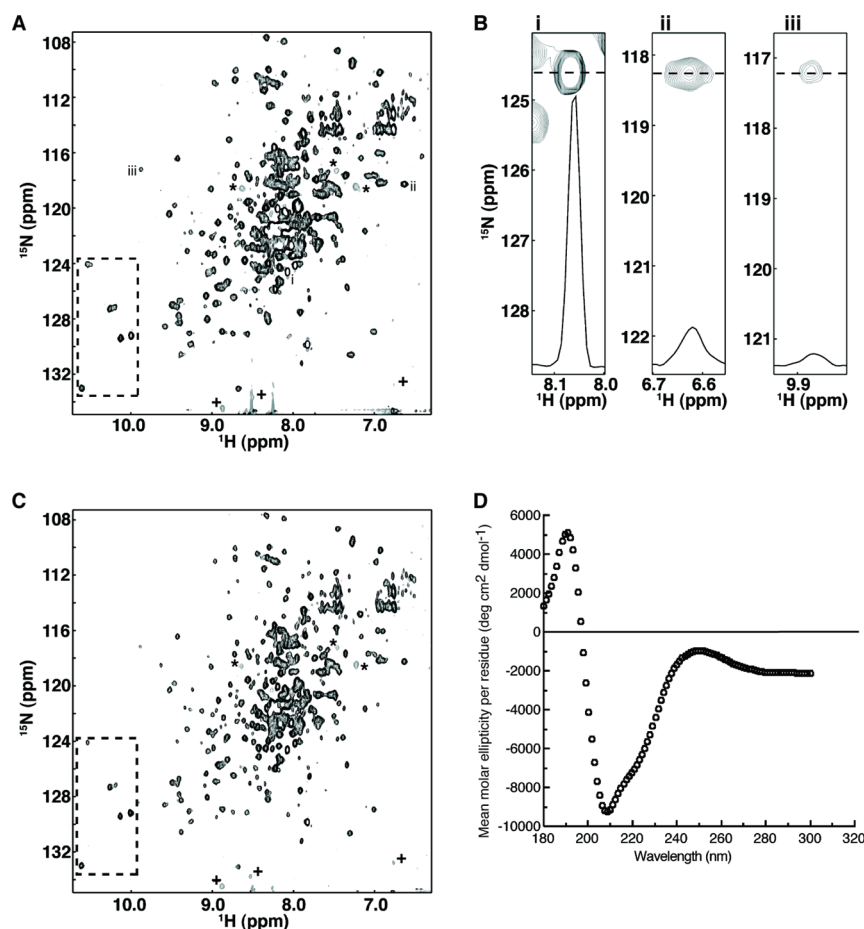 A
108
112
116
120
124
128
132
¹⁵N (ppm)
iii
*
*
*
ii
i
+
+
+
10.0 9.0 8.0 7.0
¹H (ppm)
B
i ii iii
125
126
127
128
¹⁵N (ppm)
8.1 8.0
¹H (ppm)
118
119
120
121
122
6.7 6.6
¹H (ppm)
117
118
119
120
121
9.9
¹H (ppm)
C
108
112
116
120
124
128
132
¹⁵N (ppm)
*
*
*
+
+
+
10.0 9.0 8.0 7.0
¹H (ppm)
D
Mean molar ellipticity per residue (deg cm² dmol⁻¹)
6000
4000
2000
0
-2000
-4000
-6000
-8000
-10000
180 200 220 240 260 280 300 320
Wavelength (nm)